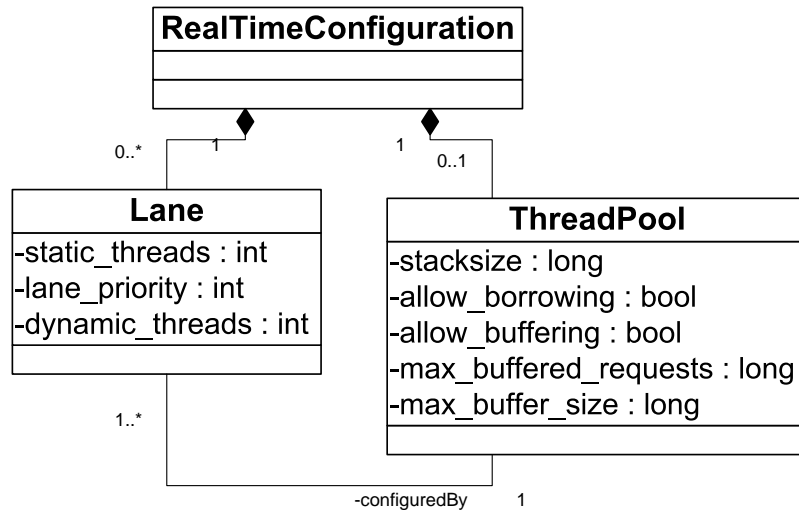 RealTimeConfiguration
0..*
1
1
0..1
Lane
-static_threads : int
-lane_priority : int
-dynamic_threads : int
ThreadPool
-stacksize : long
-allow_borrowing : bool
-allow_buffering : bool
-max_buffered_requests : long
-max_buffer_size : long
1..*
-configuredBy 1